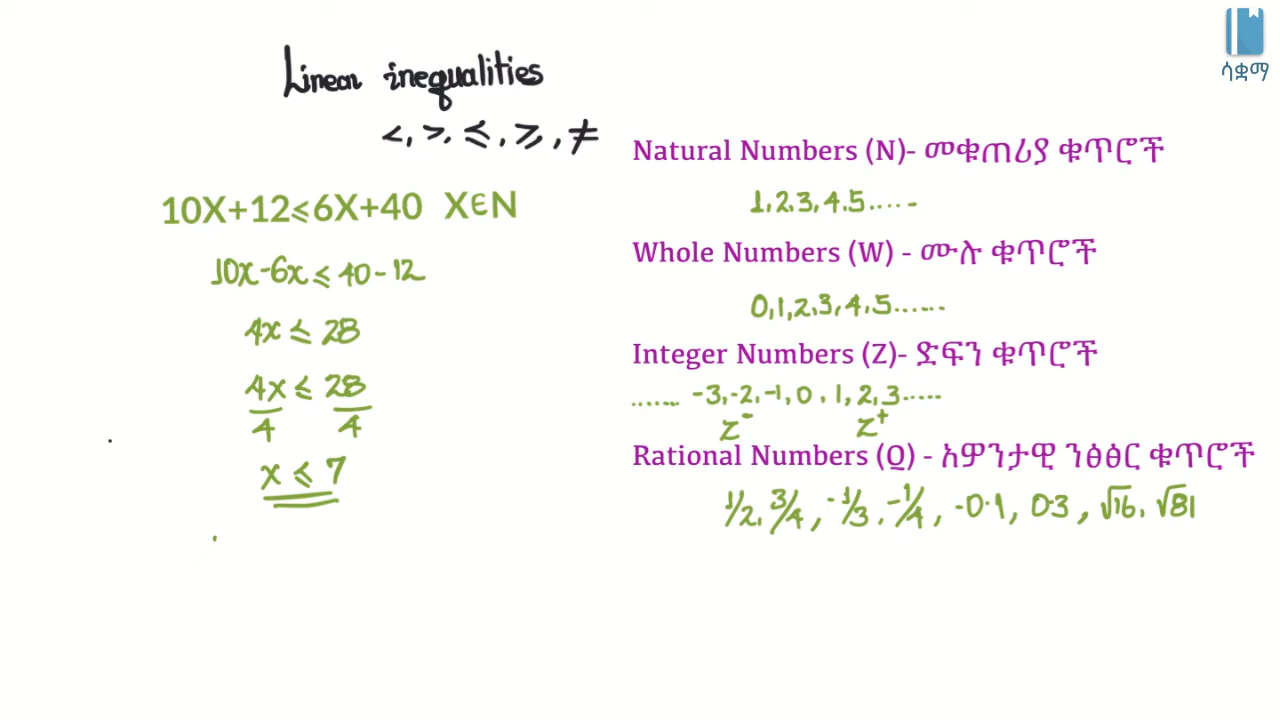 ሳቋማ
Linear inequalities
<, >, ≤, ≥, ≠
10X+12≤6X+40 X∈N
10x-6x ≤ 40-12
4x ≤ 28
4x ≤ 28
4 4
x ≤ 7
Natural Numbers (N)- መቁጠሪያ ቁጥሮች
1,2,3,4,5.....
Whole Numbers (W) - ሙሉ ቁጥሮች
0,1,2,3,4,5......
Integer Numbers (Z)- ድፍን ቁጥሮች
...... -3,-2,-1,0,1,2,3.....
Z⁻ Z⁺
Rational Numbers (Q) - አዎንታዊ ንፅፅር ቁጥሮች
1/2, 3/4, -1/3, -1/4, -0.1, 0.3, √16, √81